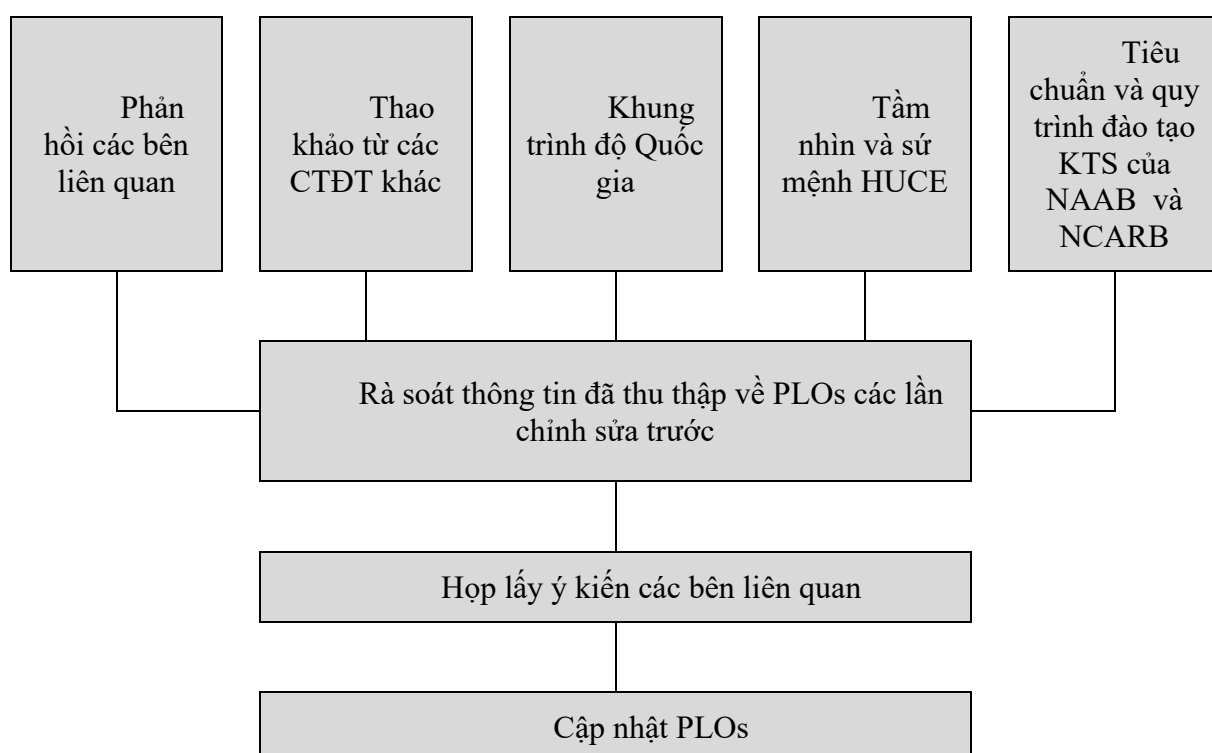 Phản
hồi các bên
liên quan
Thao
khảo từ các
CTĐT khác
Khung
trình độ Quốc
gia
Tầm
nhìn và sứ
mệnh HUCE
Tiêu
chuẩn và quy
trình đào tạo
KTS của
NAAB và
NCARB
Rà soát thông tin đã thu thập về PLOs các lần
chỉnh sửa trước
Họp lấy ý kiến các bên liên quan
Cập nhật PLOs